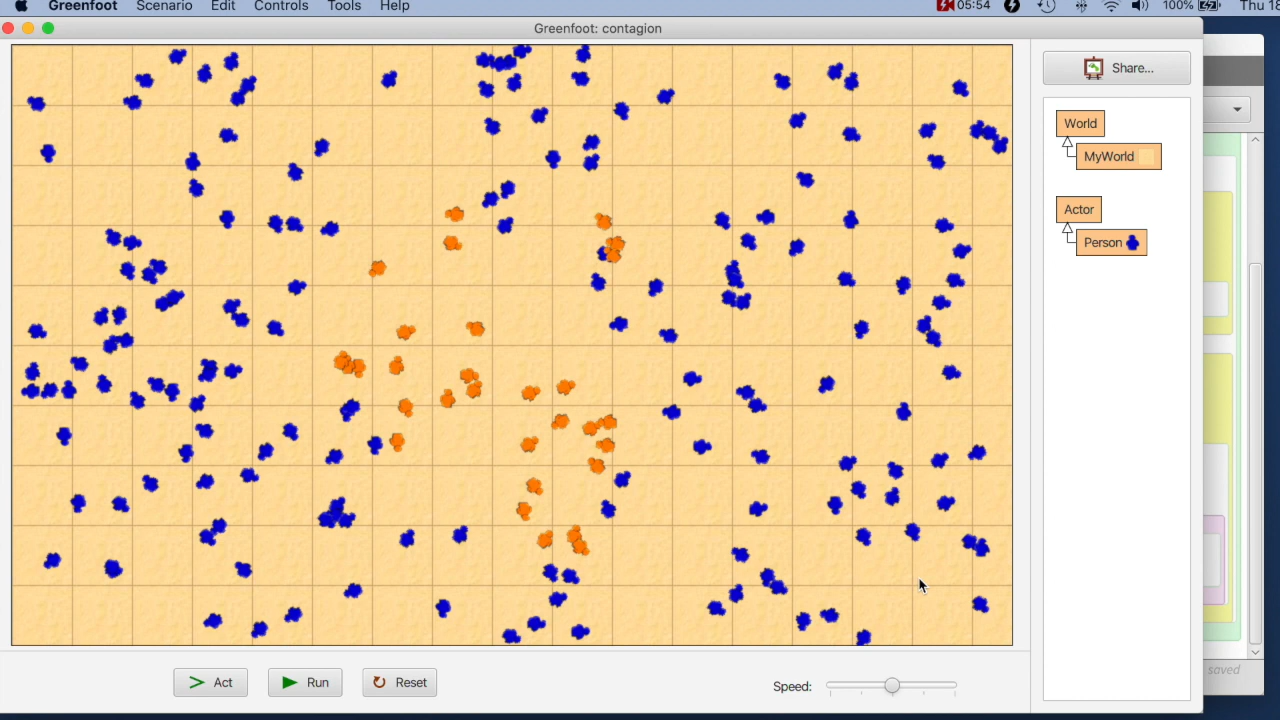 Greenfoot Scenario Edit Controls Tools Help 05:54 100% Thu 18
Greenfoot: contagion
Share...
World
MyWorld
Actor
Person
Act Run Reset Speed:
saved